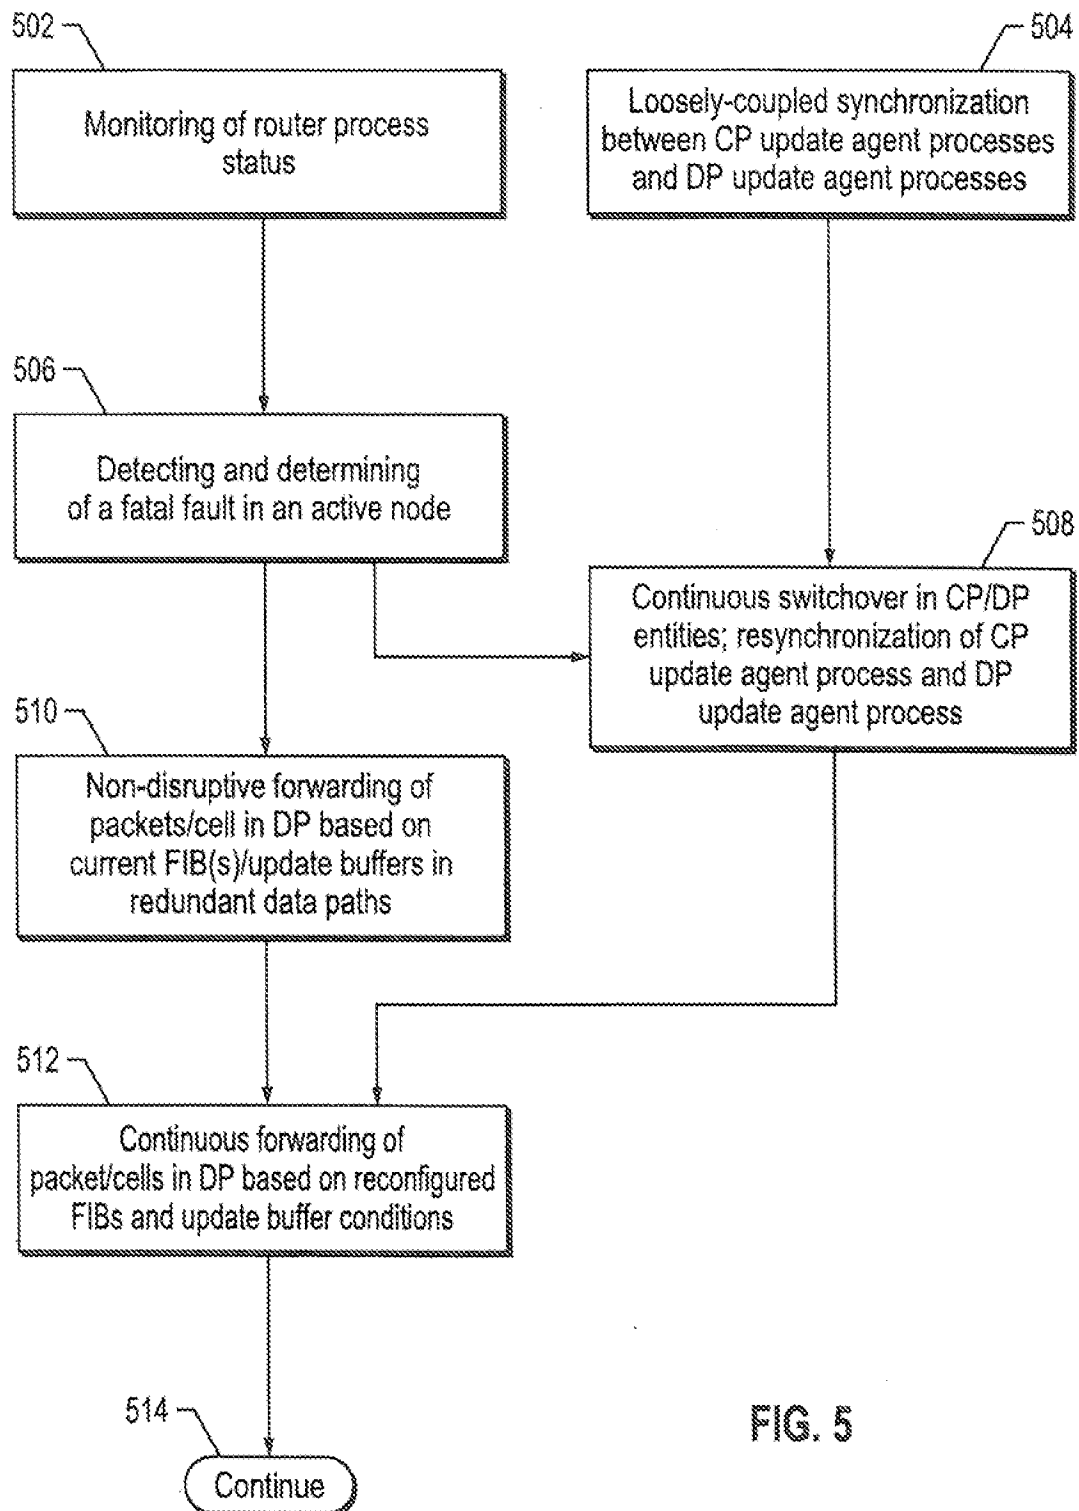 502
Monitoring of router process
status
504
Loosely-coupled synchronization
between CP update agent processes
and DP update agent processes
506
Detecting and determining
of a fatal fault in an active node
508
Continuous switchover in CP/DP
entities; resynchronization of CP
update agent process and DP
update agent process
510
Non-disruptive forwarding of
packets/cell in DP based on
current FIB(s)/update buffers in
redundant data paths
512
Continuous forwarding of
packet/cells in DP based on reconfigured
FIBs and update buffer conditions
514
Continue
FIG. 5